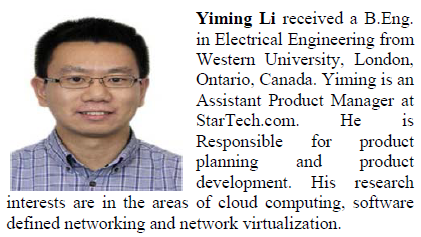 Yiming Li received a B.Eng.
in Electrical Engineering from
Western University, London,
Ontario, Canada. Yiming is an
Assistant Product Manager at
StarTech.com. He is
Responsible for product
planning and product
development. His research
interests are in the areas of cloud computing, software
defined networking and network virtualization.